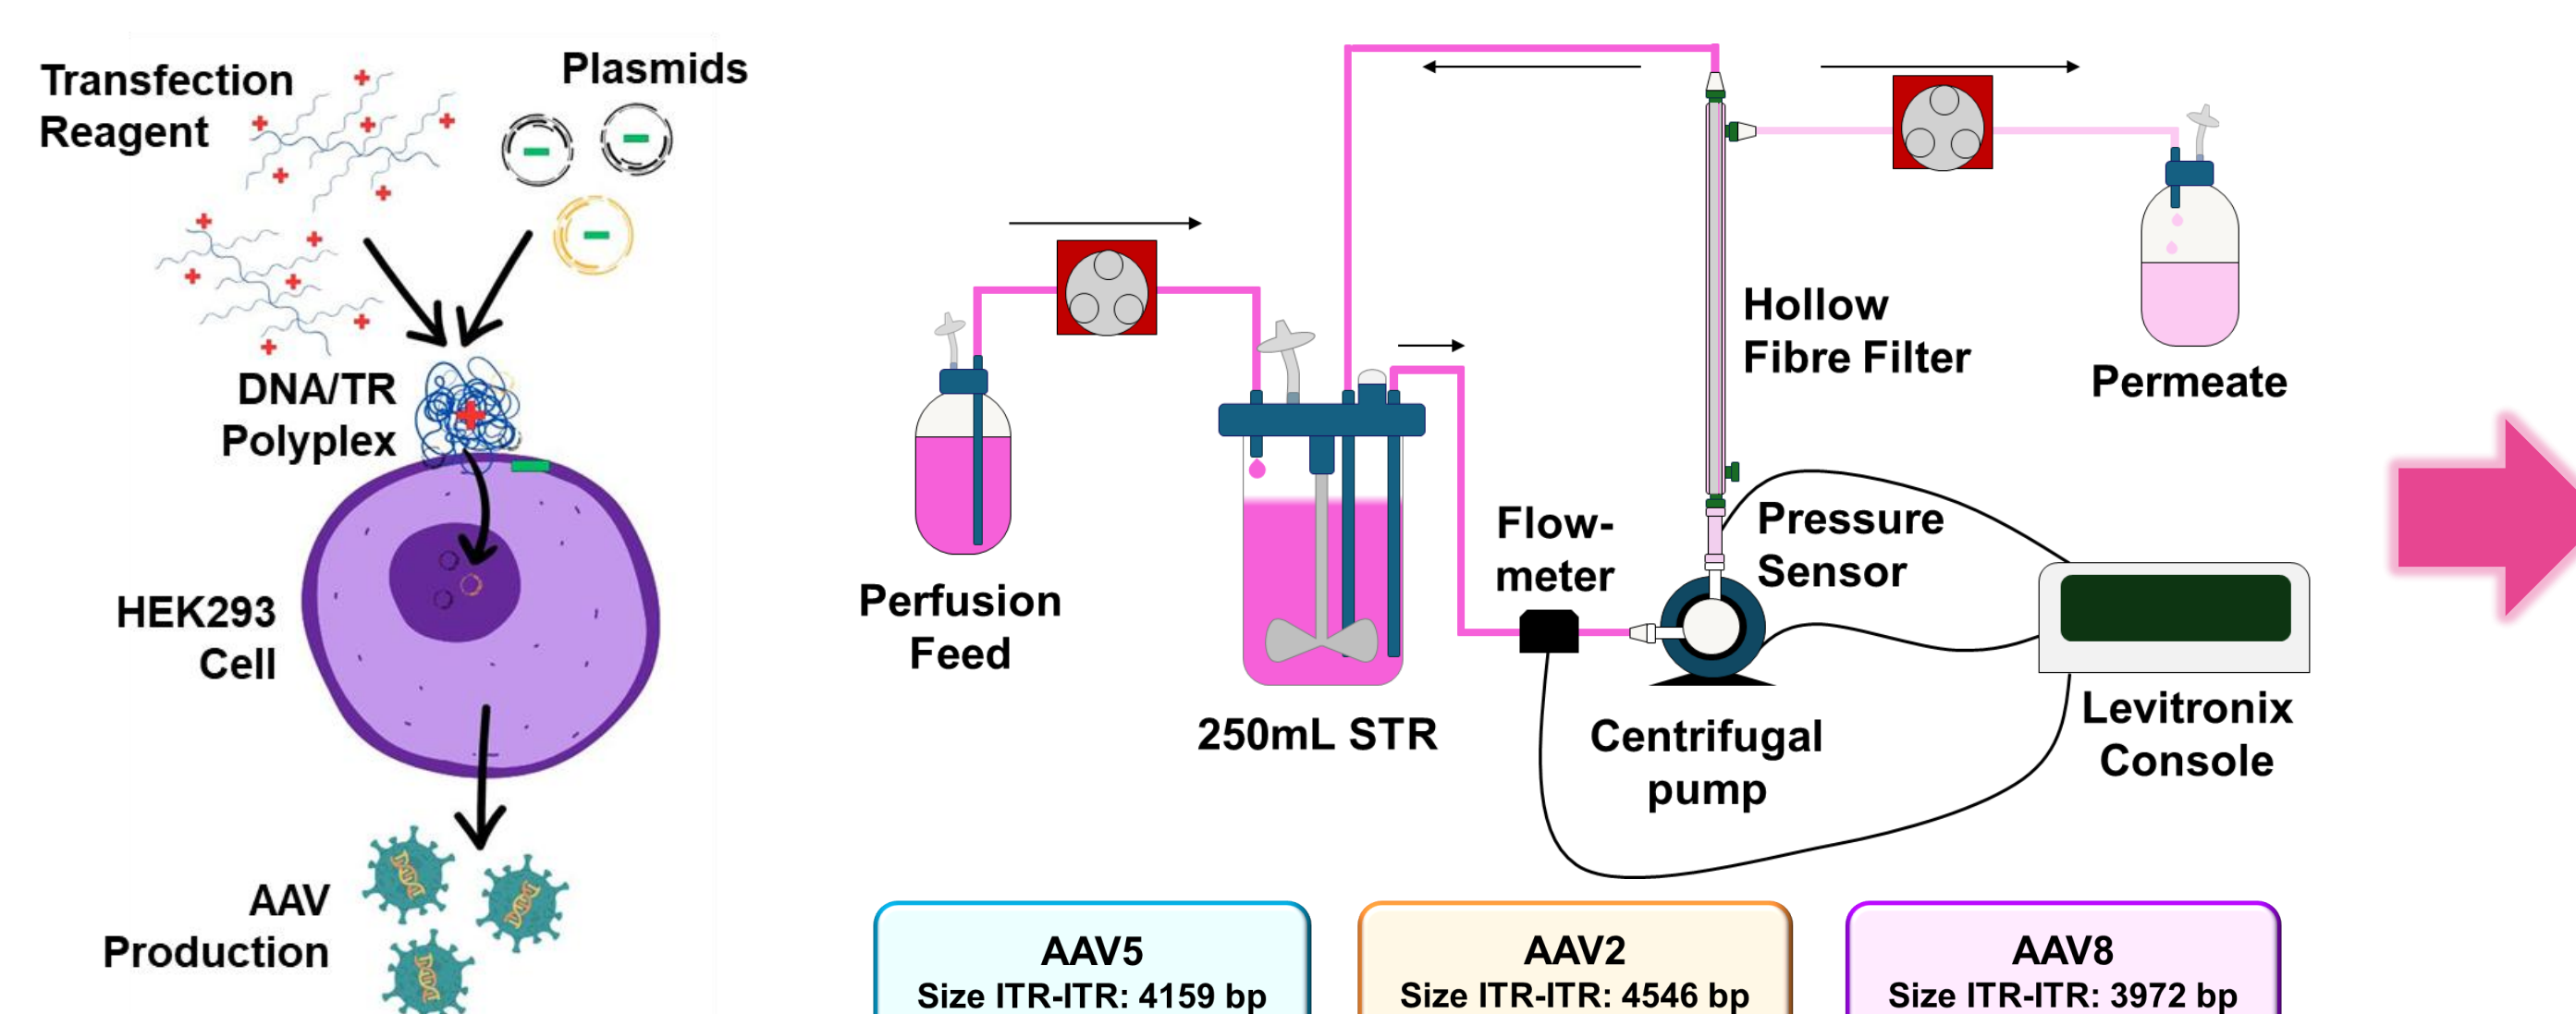 Transfection
Reagent
Plasmids
DNA/TR
Polyplex
HEK293
Cell
AAV
Production
Perfusion
Feed
250mL STR
Flow-
meter
Centrifugal
pump
Hollow
Fibre Filter
Pressure
Sensor
Permeate
Levitronix
Console
AAV5
Size ITR-ITR: 4159 bp
AAV2
Size ITR-ITR: 4546 bp
AAV8
Size ITR-ITR: 3972 bp